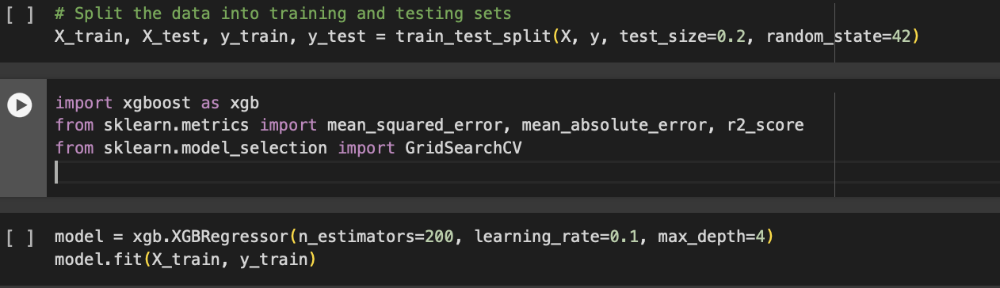 [ ] # Split the data into training and testing sets
X_train, X_test, y_train, y_test = train_test_split(X, y, test_size=0.2, random_state=42)
import xgboost as xgb
from sklearn.metrics import mean_squared_error, mean_absolute_error, r2_score
from sklearn.model_selection import GridSearchCV
[ ] model = xgb.XGBRegressor(n_estimators=200, learning_rate=0.1, max_depth=4)
model.fit(X_train, y_train)